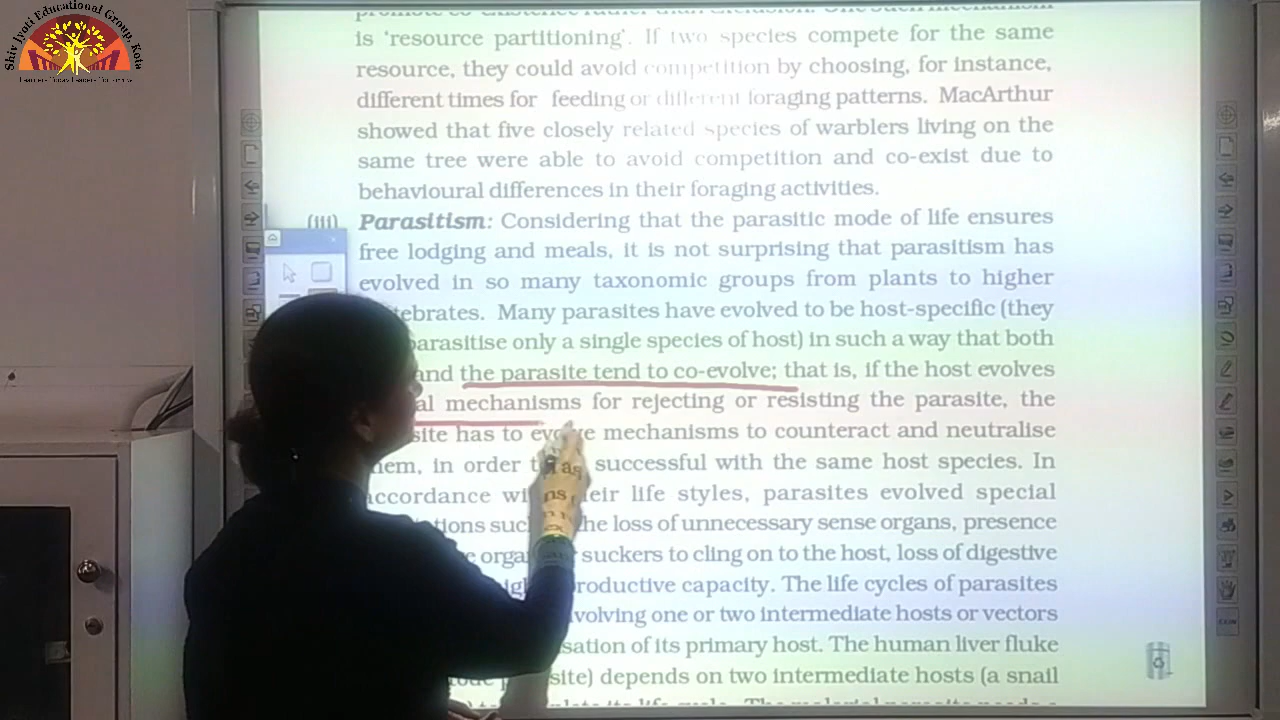 Shiv Jyoti Educational Group, Kota
is ‘resource partitioning’. If two species compete for the same
resource, they could avoid competition by choosing, for instance,
different times for feeding or different foraging patterns. MacArthur
showed that five closely related species of warblers living on the
same tree were able to avoid competition and co-exist due to
behavioural differences in their foraging activities.
(iii) Parasitism: Considering that the parasitic mode of life ensures
free lodging and meals, it is not surprising that parasitism has
evolved in so many taxonomic groups from plants to higher
tebrates. Many parasites have evolved to be host-specific (they
parasitise only a single species of host) in such a way that both
and the parasite tend to co-evolve; that is, if the host evolves
al mechanisms for rejecting or resisting the parasite, the
site has to evolve mechanisms to counteract and neutralise
hem, in order successful with the same host species. In
ccordance wi eir life styles, parasites evolved special
tions suc he loss of unnecessary sense organs, presence
orga suckers to cling on to the host, loss of digestive
productive capacity. The life cycles of parasites
volving one or two intermediate hosts or vectors
sation of its primary host. The human liver fluke
site) depends on two intermediate hosts (a snail